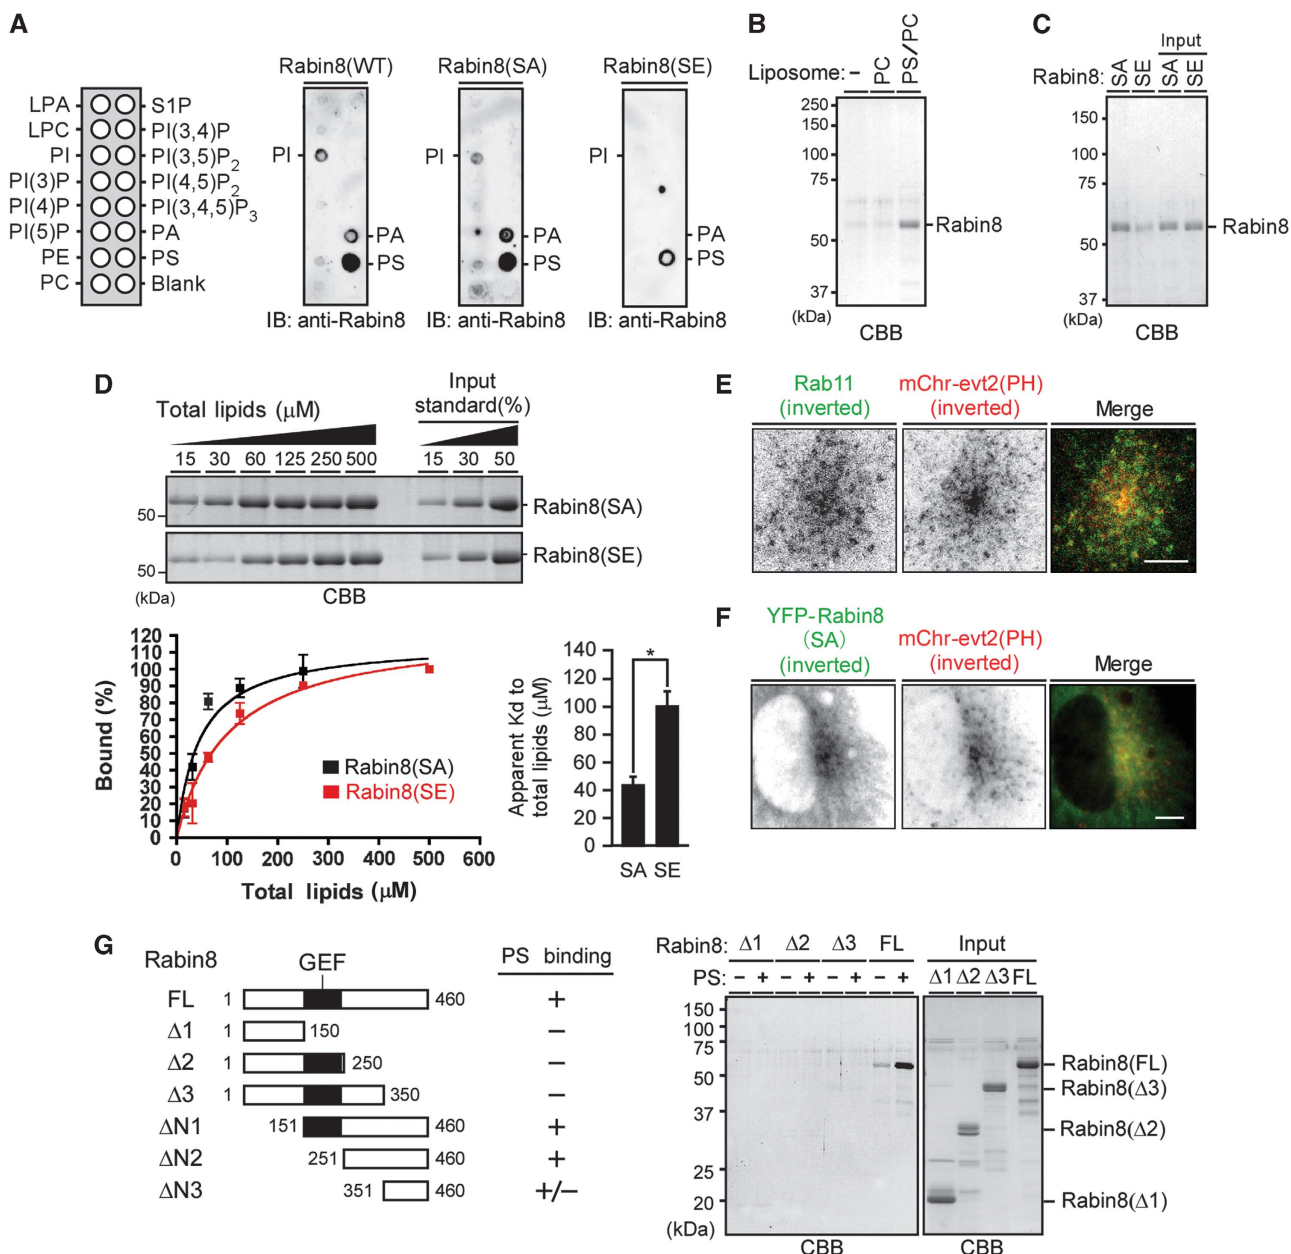 A
Rabin8(WT)
Rabin8(SA)
Rabin8(SE)
LPA
S1P
LPC
PI(3,4)P
PI
PI(3,5)P2
PI(3)P
PI(4,5)P2
PI(4)P
PI(3,4,5)P3
PI(5)P
PA
PE
PS
PC
Blank
PI
PA
PS
IB: anti-Rabin8
PI
PA
PS
IB: anti-Rabin8
PI
PA
PS
IB: anti-Rabin8
B
Liposome: – PC PS/PC
250
150
100
75
50
37
(kDa)
Rabin8
CBB
C
Input
Rabin8: SA SE SA SE
150
100
75
50
37
(kDa)
Rabin8
CBB
D
Total lipids (μM)
Input
standard(%)
15 30 60 125 250 500 15 30 50
50
Rabin8(SA)
50
Rabin8(SE)
(kDa)
CBB
120
110
100
90
80
70
60
50
40
30
20
10
0
Bound (%)
Rabin8(SA)
Rabin8(SE)
0 100 200 300 400 500 600
Total lipids (μM)
140
120
100
80
60
40
20
0
Apparent Kd to
total lipids (μM)
*
SA SE
E
Rab11
(inverted)
mChr-evt2(PH)
(inverted)
Merge
F
YFP-Rabin8
(SA)
(inverted)
mChr-evt2(PH)
(inverted)
Merge
G
Rabin8
GEF
PS binding
FL 1 460 +
Δ1 1 150 –
Δ2 1 250 –
Δ3 1 350 –
ΔN1 151 460 +
ΔN2 251 460 +
ΔN3 351 460 +/–
Rabin8: Δ1 Δ2 Δ3 FL Input
PS: – + – + – + – + Δ1 Δ2 Δ3 FL
150
100
75
50
37
25
20
(kDa)
Rabin8(FL)
Rabin8(Δ3)
Rabin8(Δ2)
Rabin8(Δ1)
CBB
CBB